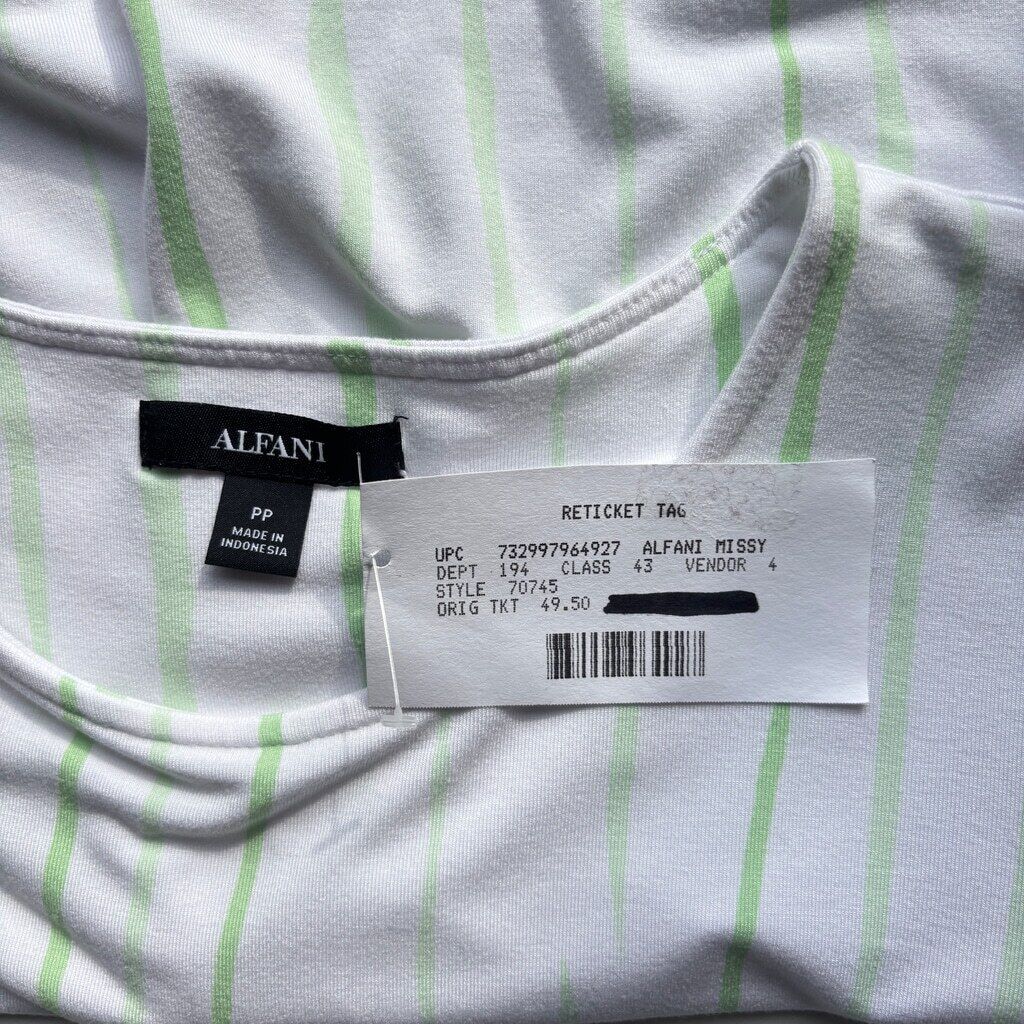 ALFANI
PP
MADE IN
INDONESIA
RETICKET TAG
UPC 732997964927 ALFANI MISSY
DEPT 194 CLASS 43 VENDOR 4
STYLE 70745
ORIG TKT 49.50